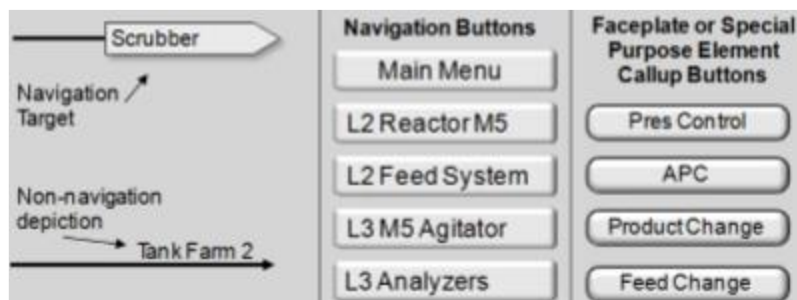 Scrubber
Navigation
Target
Non-navigation
depiction
Tank Farm 2
Navigation Buttons
Main Menu
L2 Reactor M5
L2 Feed System
L3 M5 Agitator
L3 Analyzers
Faceplate or Special
Purpose Element
Callup Buttons
Pres Control
APC
Product Change
Feed Change